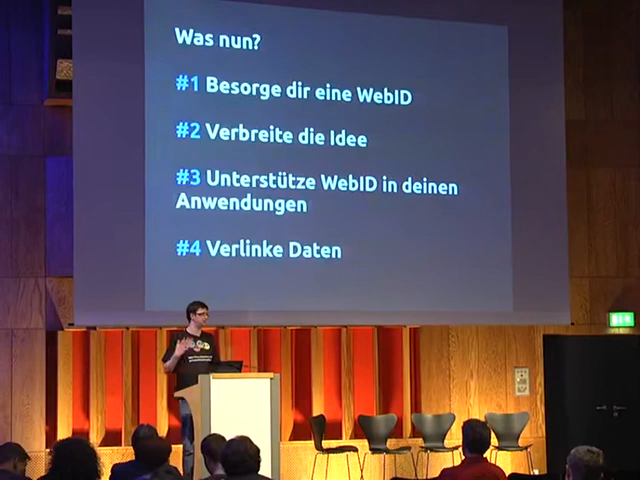 Was nun?
#1 Besorge dir eine WebID
#2 Verbreite die Idee
#3 Unterstütze WebID in deinen
Anwendungen
#4 Verlinke Daten